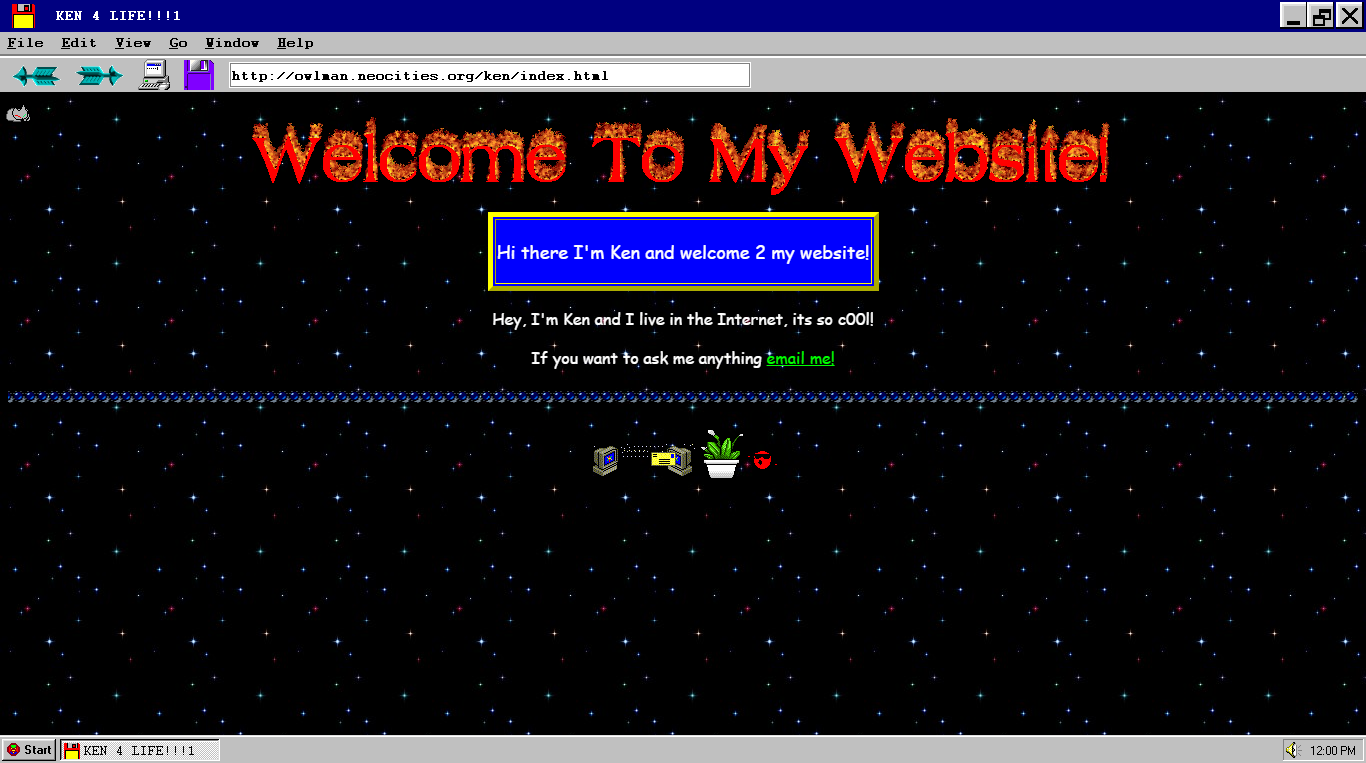 KEN 4 LIFE!!!1
File Edit View Go Window Help
http://owlman.neocities.org/ken/index.html
Welcome To My Website!
Hi there I'm Ken and welcome 2 my website!
Hey, I'm Ken and I live in the Internet, its so c00l!
If you want to ask me anything email me!
Start KEN 4 LIFE!!!1 12:00 PM